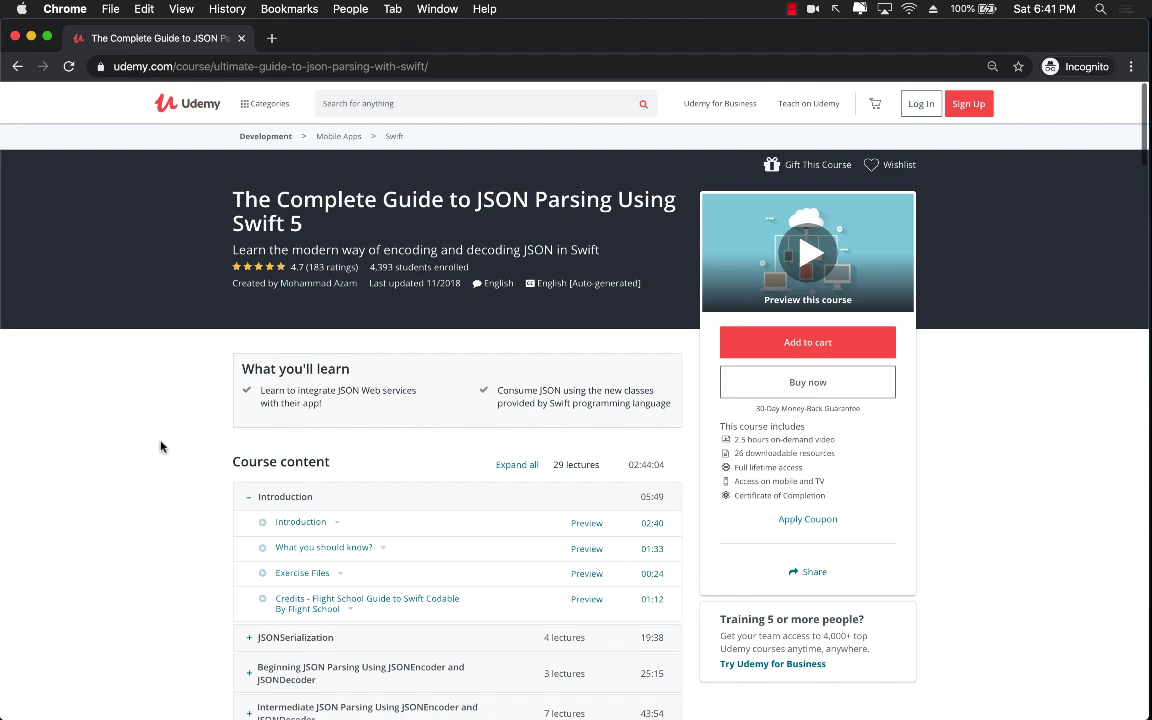 Chrome File Edit View History Bookmarks People Tab Window Help 100% Sat 6:41 PM
The Complete Guide to JSON Pa
udemy.com/course/ultimate-guide-to-json-parsing-with-swift/ Incognito
Udemy Categories Search for anything Udemy for Business Teach on Udemy Log In Sign Up
Development > Mobile Apps > Swift
Gift This Course Wishlist
The Complete Guide to JSON Parsing Using
Swift 5
Learn the modern way of encoding and decoding JSON in Swift
4.7 (183 ratings) 4,393 students enrolled
Created by Mohammad Azam Last updated 11/2018 English CC English [Auto-generated]
Preview this course
Add to cart
Buy now
30-Day Money-Back Guarantee
This course includes
2.5 hours on-demand video
26 downloadable resources
Full lifetime access
Access on mobile and TV
Certificate of Completion
Apply Coupon
Share
Training 5 or more people?
Get your team access to 4,000+ top
Udemy courses anytime, anywhere.
Try Udemy for Business
What you'll learn
Learn to integrate JSON Web services
with their app!
Consume JSON using the new classes
provided by Swift programming language
Course content Expand all 29 lectures 02:44:04
Introduction 05:49
Introduction Preview 02:40
What you should know? Preview 01:33
Exercise Files Preview 00:24
Credits - Flight School Guide to Swift Codable
By Flight School Preview 01:12
JSONSerialization 4 lectures 19:38
Beginning JSON Parsing Using JSONEncoder and
JSONDecoder 3 lectures 25:15
Intermediate JSON Parsing Using JSONEncoder and
JSONDecoder 7 lectures 43:54